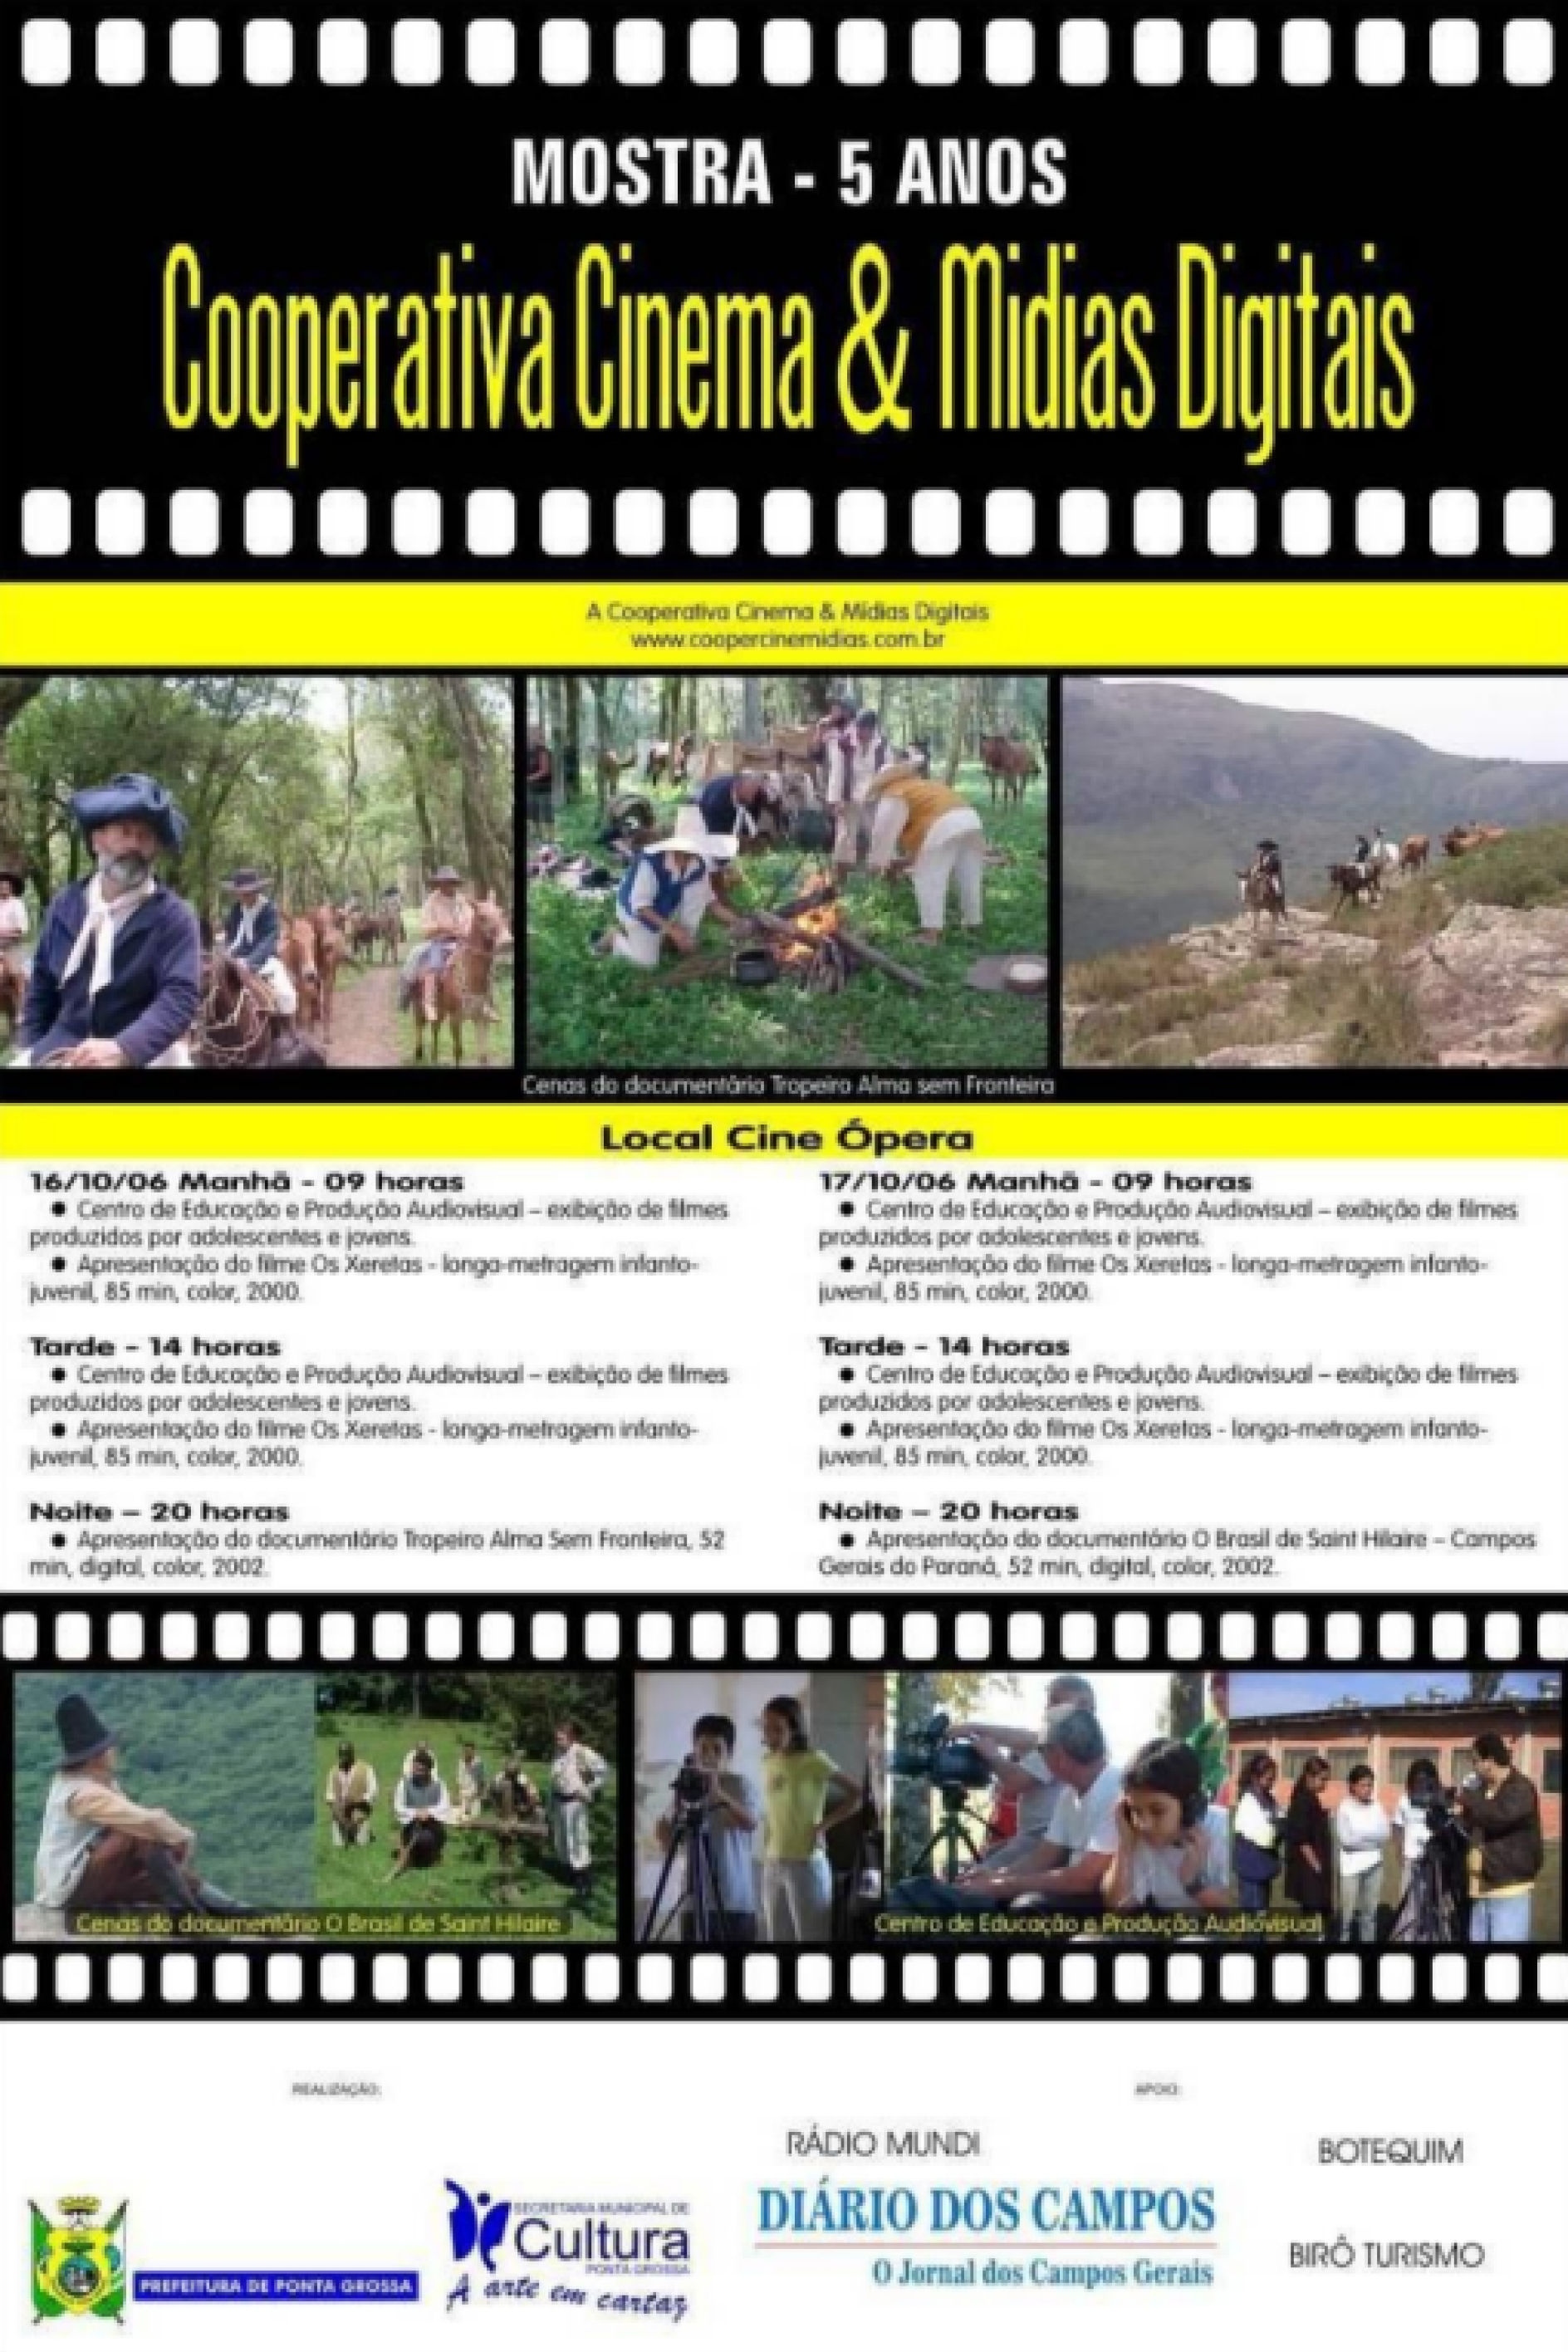 MOSTRA - 5 ANOS
Cooperativa Cinema & Mídias Digitais
A Cooperativa Cinema & Mídias Digitais
www.coopercinemidias.com.br
Cenas do documentário Tropeiro Alma sem Fronteira
Local Cine Ópera
16/10/06 Manhã - 09 horas
● Centro de Educação e Produção Audiovisual – exibição de filmes
produzidos por adolescentes e jovens.
● Apresentação do filme Os Xeretas - longa-metragem infanto-
juvenil, 85 min, color, 2000.
Tarde - 14 horas
● Centro de Educação e Produção Audiovisual – exibição de filmes
produzidos por adolescentes e jovens.
● Apresentação do filme Os Xeretas - longa-metragem infanto-
juvenil, 85 min, color, 2000.
Noite – 20 horas
● Apresentação do documentário Tropeiro Alma Sem Fronteira, 52
min, digital, color, 2002.
17/10/06 Manhã - 09 horas
● Centro de Educação e Produção Audiovisual – exibição de filmes
produzidos por adolescentes e jovens.
● Apresentação do filme Os Xeretas - longa-metragem infanto-
juvenil, 85 min, color, 2000.
Tarde - 14 horas
● Centro de Educação e Produção Audiovisual – exibição de filmes
produzidos por adolescentes e jovens.
● Apresentação do filme Os Xeretas - longa-metragem infanto-
juvenil, 85 min, color, 2000.
Noite – 20 horas
● Apresentação do documentário O Brasil de Saint Hilaire – Campos
Gerais do Paraná, 52 min, digital, color, 2002.
Cenas do documentário O Brasil de Saint Hilaire
Centro de Educação e Produção Audiovisual
REALIZAÇÃO:
PREFEITURA DE PONTA GROSSA
SECRETARIA MUNICIPAL DE
Cultura
PONTA GROSSA
A arte em cartaz
APOIO:
RÁDIO MUNDI
BOTEQUIM
DIÁRIO DOS CAMPOS
O Jornal dos Campos Gerais
BIRÔ TURISMO